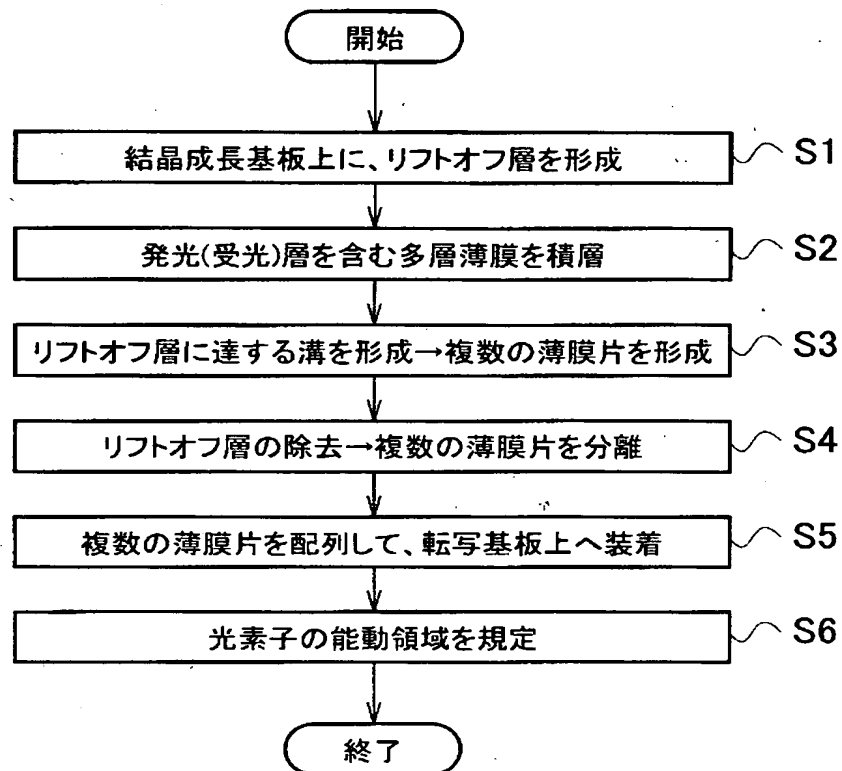 開始
結晶成長基板上に、リフトオフ層を形成 S1
発光(受光)層を含む多層薄膜を積層 S2
リフトオフ層に達する溝を形成→複数の薄膜片を形成 S3
リフトオフ層の除去→複数の薄膜片を分離 S4
複数の薄膜片を配列して、転写基板上へ装着 S5
光素子の能動領域を規定 S6
終了